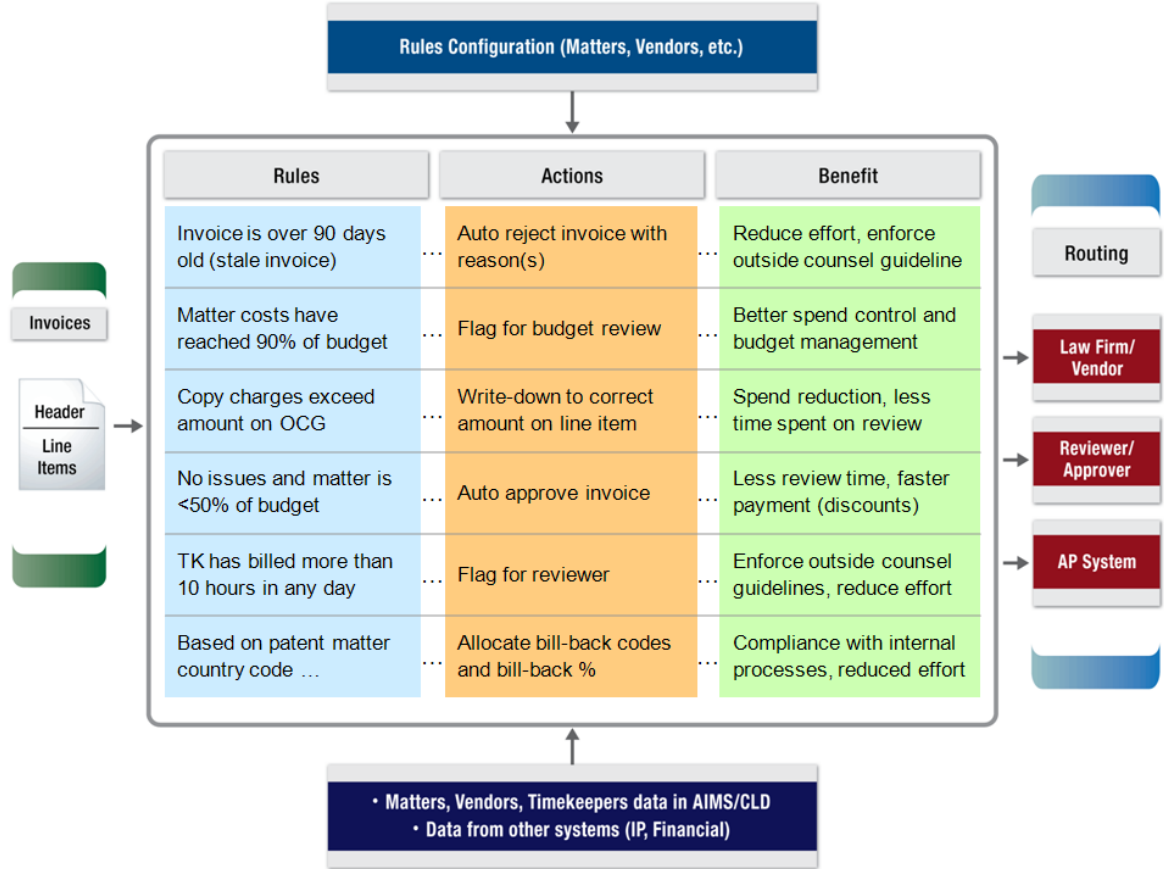 Rules Configuration (Matters, Vendors, etc.)
Rules
Actions
Benefit
Invoice is over 90 days
old (stale invoice)
...
Auto reject invoice with
reason(s)
...
Reduce effort, enforce
outside counsel guideline
Matter costs have
reached 90% of budget
...
Flag for budget review
...
Better spend control and
budget management
Copy charges exceed
amount on OCG
...
Write-down to correct
amount on line item
...
Spend reduction, less
time spent on review
No issues and matter is
<50% of budget
...
Auto approve invoice
...
Less review time, faster
payment (discounts)
TK has billed more than
10 hours in any day
...
Flag for reviewer
...
Enforce outside counsel
guidelines, reduce effort
Based on patent matter
country code ...
...
Allocate bill-back codes
and bill-back %
...
Compliance with internal
processes, reduced effort
Invoices
Header
Line
Items
Routing
Law Firm/
Vendor
Reviewer/
Approver
AP System
• Matters, Vendors, Timekeepers data in AIMS/CLD
• Data from other systems (IP, Financial)